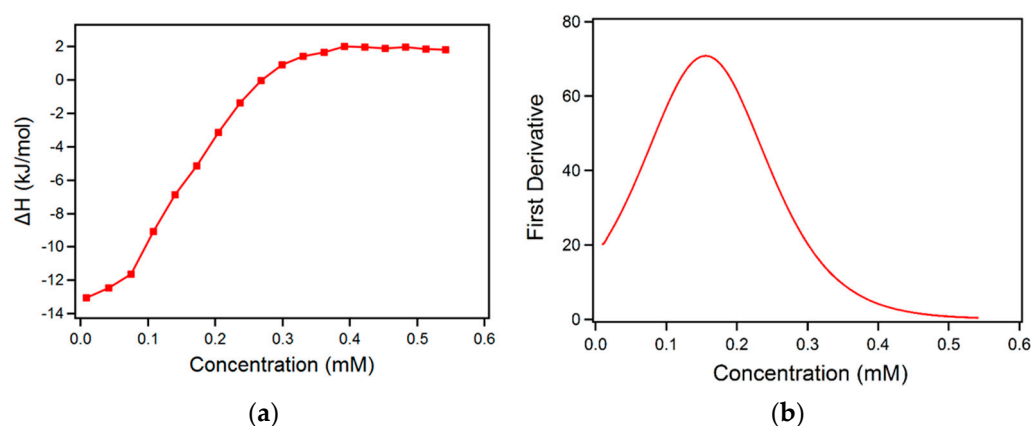 2
0
-2
-4
-6
-8
-10
-12
-14
ΔH (kJ/mol)
0.0 0.1 0.2 0.3 0.4 0.5 0.6
Concentration (mM)
(a)
80
60
40
20
0
First Derivative
0.0 0.1 0.2 0.3 0.4 0.5 0.6
Concentration (mM)
(b)